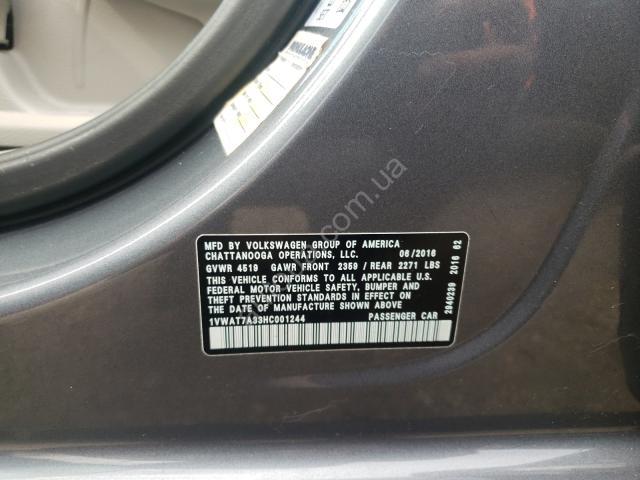 MFD BY VOLKSWAGEN GROUP OF AMERICA
CHATTANOOGA OPERATIONS, LLC. 06/2016
GVWR 4519 GAWR FRONT 2359 / REAR 2271 LBS
THIS VEHICLE CONFORMS TO ALL APPLICABLE U.S.
FEDERAL MOTOR VEHICLE SAFETY, BUMPER AND
THEFT PREVENTION STANDARDS IN EFFECT ON
THE DATE OF MANUFACTURE SHOWN ABOVE
1VWAT7A33HC001244 PASSENGER CAR
2940239 2016 62
.com.ua